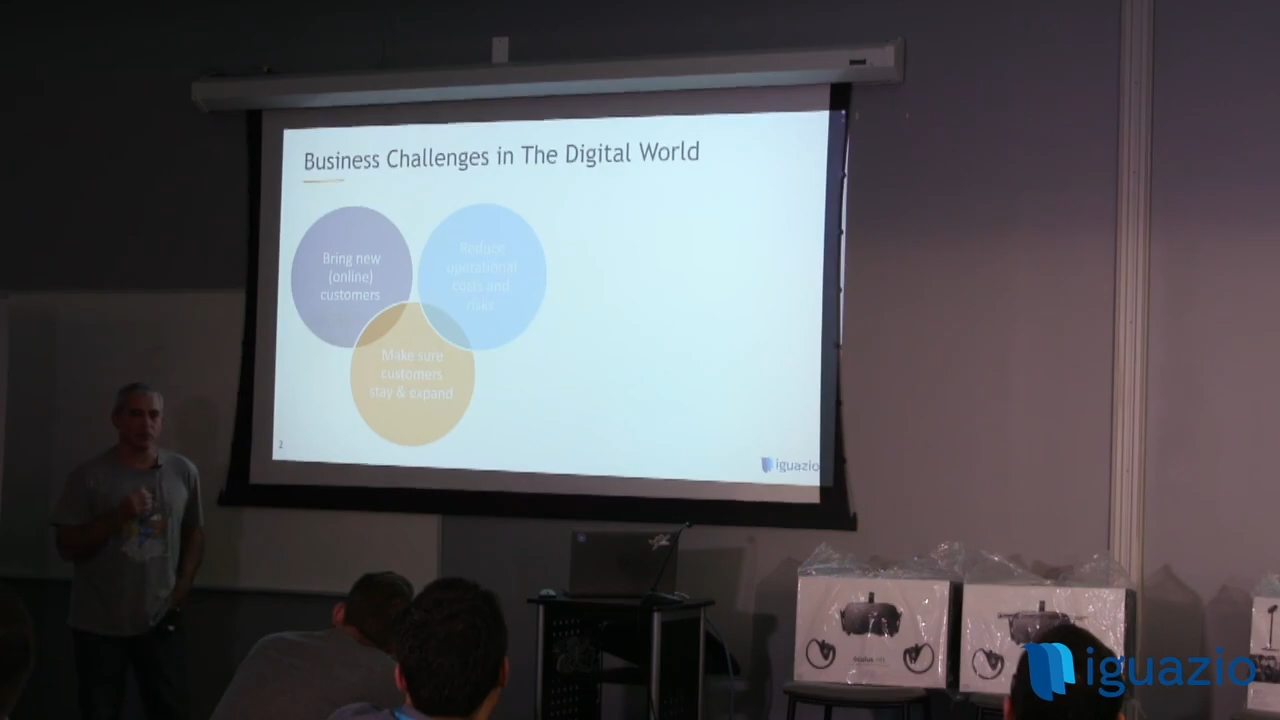 Business Challenges in The Digital World
Bring new
(online)
customers
Reduce
operational
costs and
risks
Make sure
customers
stay & expand
2
iguazio
iguazio